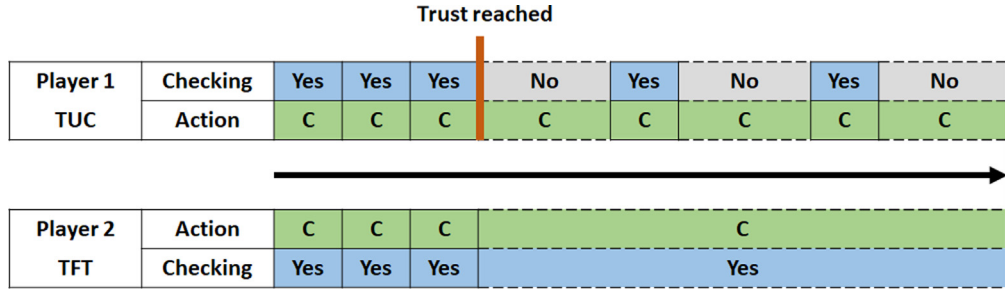 Trust reached
Player 1 Checking Yes Yes Yes No Yes No Yes No
TUC Action C C C C C C C C
Player 2 Action C C C C
TFT Checking Yes Yes Yes Yes